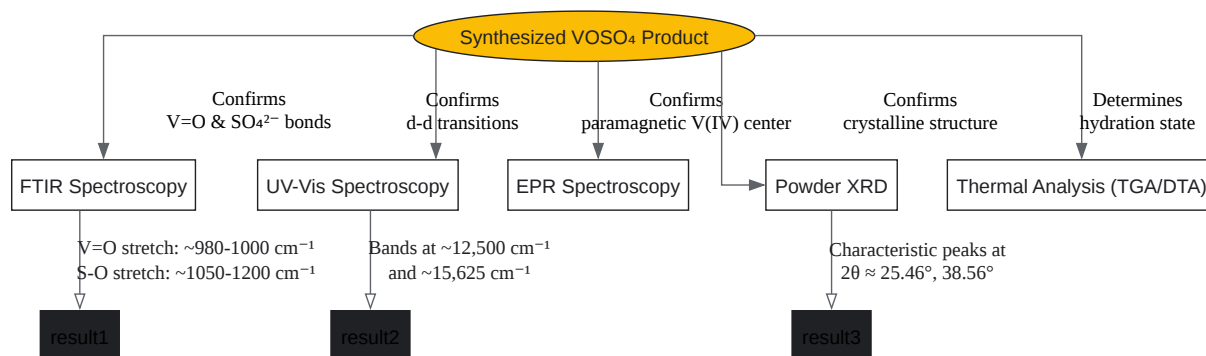 Synthesized VOSO₄ Product
Confirms
V=O & SO₄²⁻ bonds
Confirms
d-d transitions
Confirms
paramagnetic V(IV) center
Confirms
crystalline structure
Determines
hydration state
FTIR Spectroscopy
UV-Vis Spectroscopy
EPR Spectroscopy
Powder XRD
Thermal Analysis (TGA/DTA)
V=O stretch: ~980-1000 cm⁻¹
S-O stretch: ~1050-1200 cm⁻¹
Bands at ~12,500 cm⁻¹
and ~15,625 cm⁻¹
Characteristic peaks at
2θ ≈ 25.46°, 38.56°
result1
result2
result3